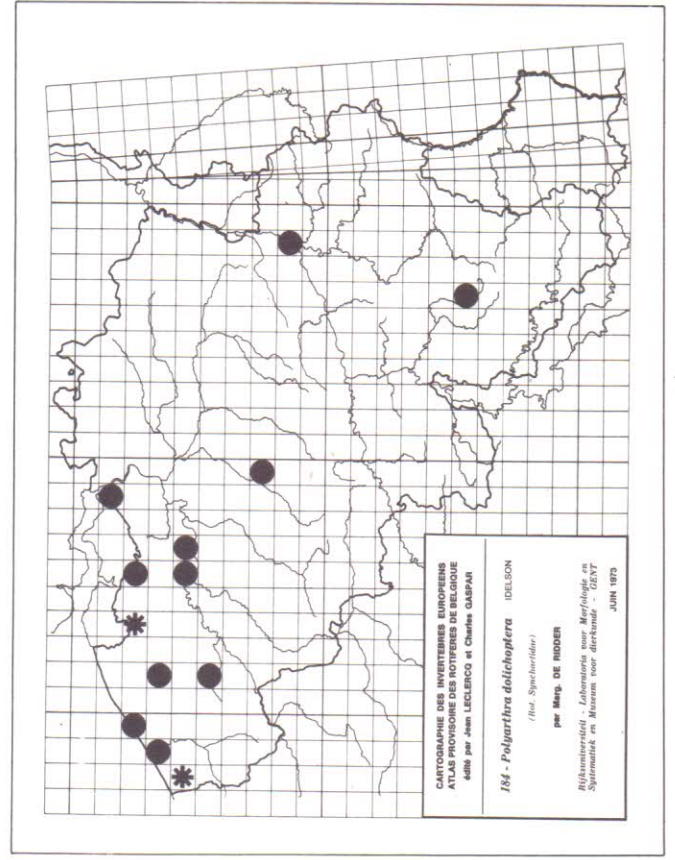 CARTOGRAPHIE DES INVERTEBRES EUROPEENS
ATLAS PROVISOIRE DES ROTIFERES DE BELGIQUE
édité par Jean LECLERCQ et Charles GASPAR
184 - Polyarthra dolichoptera IDELSON
(Rot. Synchaetidae)
par Marg. DE RIDDER
Rijksuniversiteit - Laboratorio voor Morfologie en
Systematiek en Museum voor dierkunde - GENT
JUIN 1973